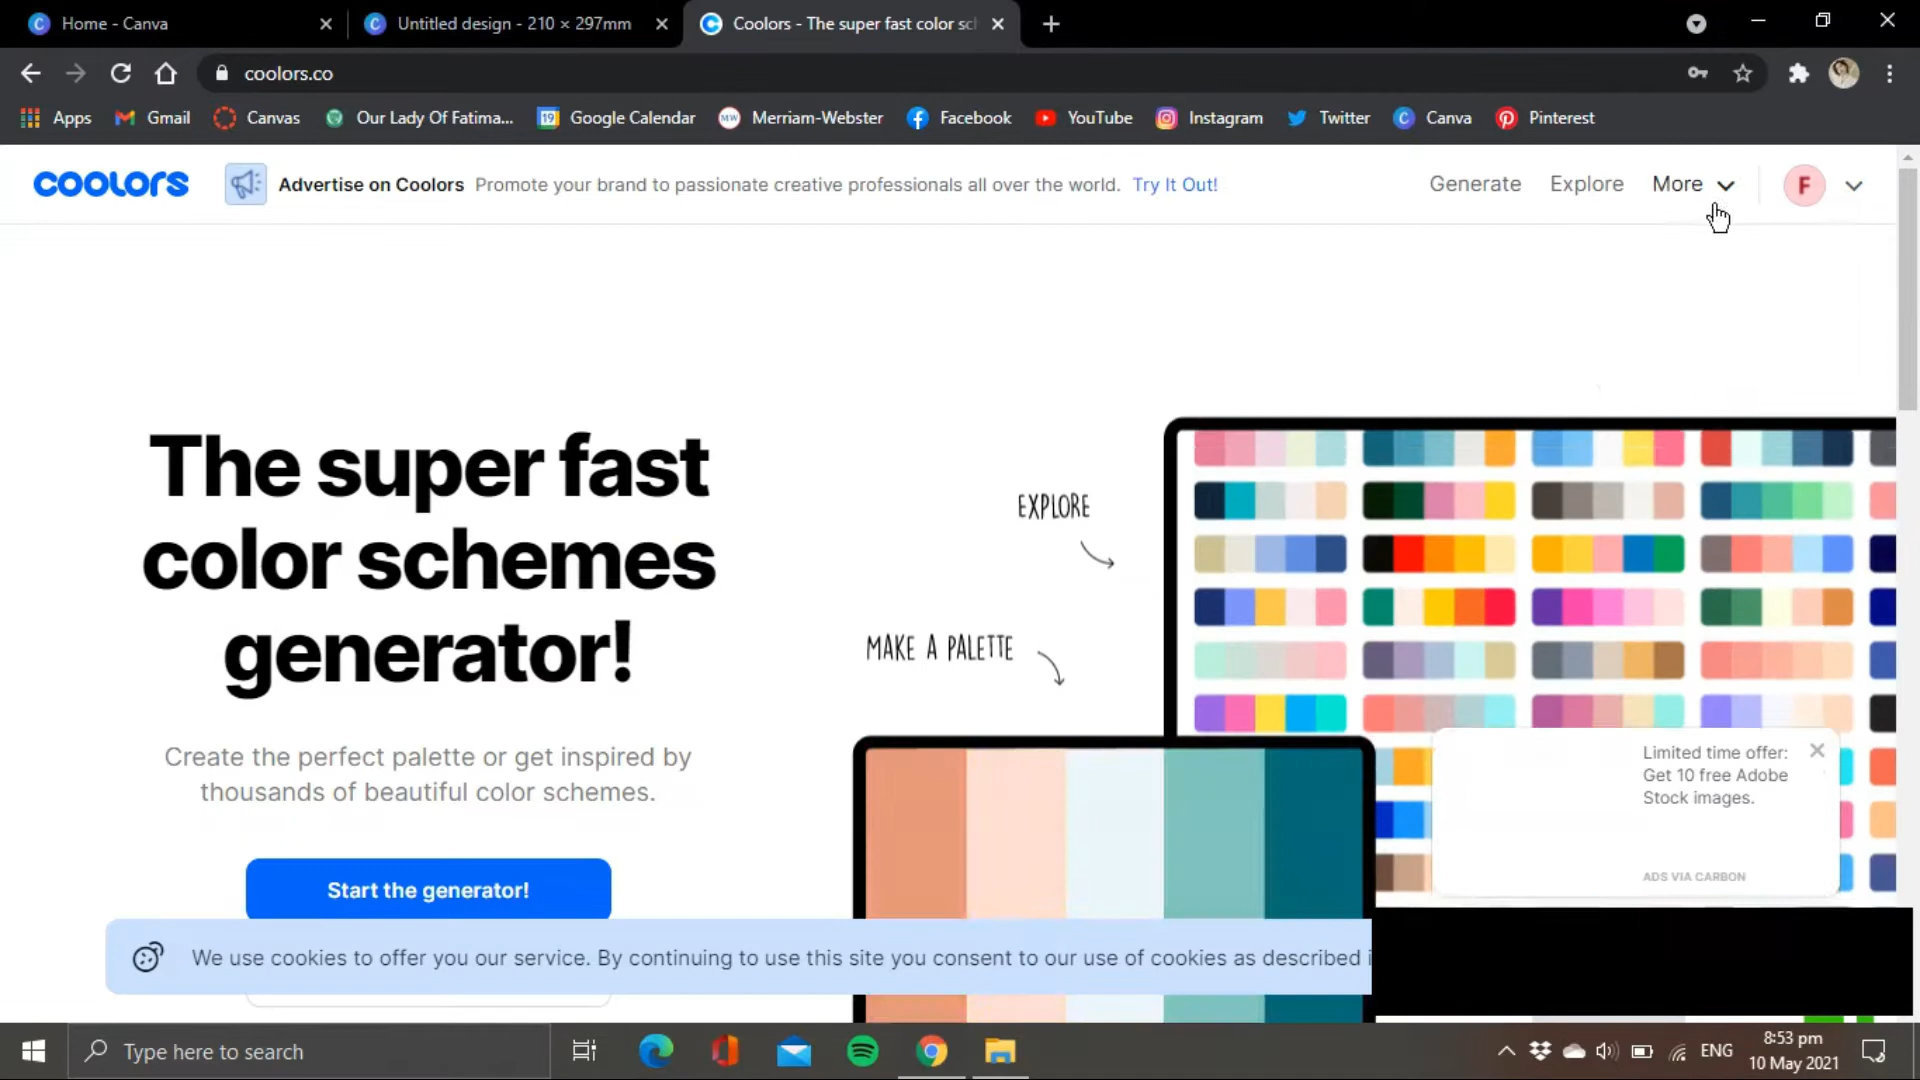 Home - Canva
Untitled design - 210 × 297mm
Coolors - The super fast color sc
coolors.co
Apps
Gmail
Canvas
Our Lady Of Fatima...
19
Google Calendar
MW
Merriam-Webster
Facebook
YouTube
Instagram
Twitter
Canva
Pinterest
coolors
Advertise on Coolors Promote your brand to passionate creative professionals all over the world. Try It Out!
Generate
Explore
More
F
The super fast
color schemes
generator!
Create the perfect palette or get inspired by
thousands of beautiful color schemes.
Start the generator!
EXPLORE
MAKE A PALETTE
Limited time offer:
Get 10 free Adobe
Stock images.
ADS VIA CARBON
We use cookies to offer you our service. By continuing to use this site you consent to our use of cookies as described
Type here to search
ENG
8:53 pm
10 May 2021